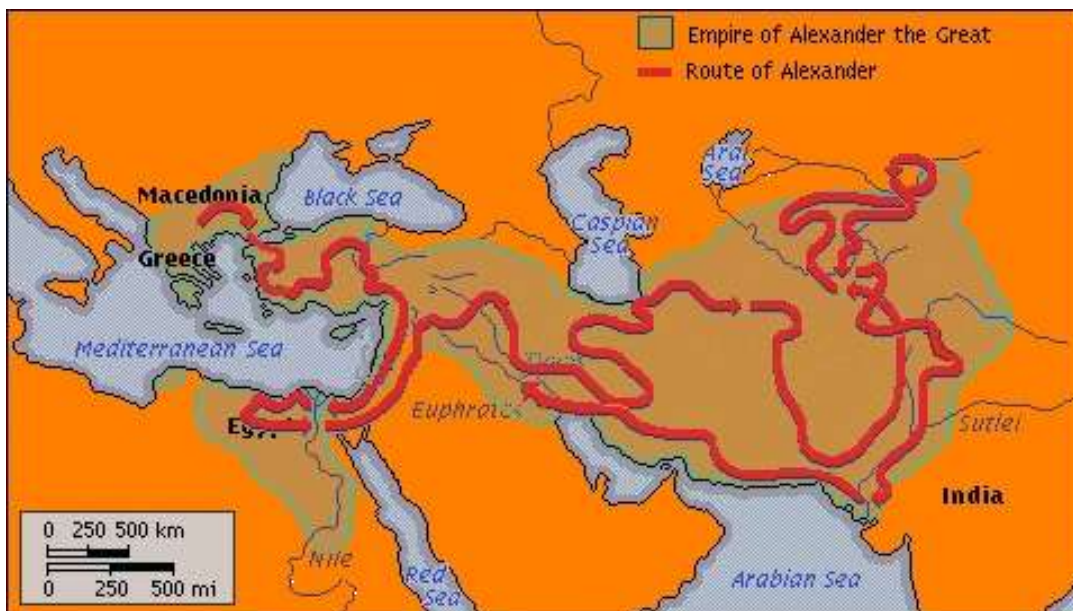 Empire of Alexander the Great
Route of Alexander
Aral
Sea
Macedonia
Black Sea
Caspian
Sea
Greece
Mediterranean Sea
Euphrates
Sutlei
India
0 250 500 km
0 250 500 mi
Nile
Red
Sea
Arabian Sea